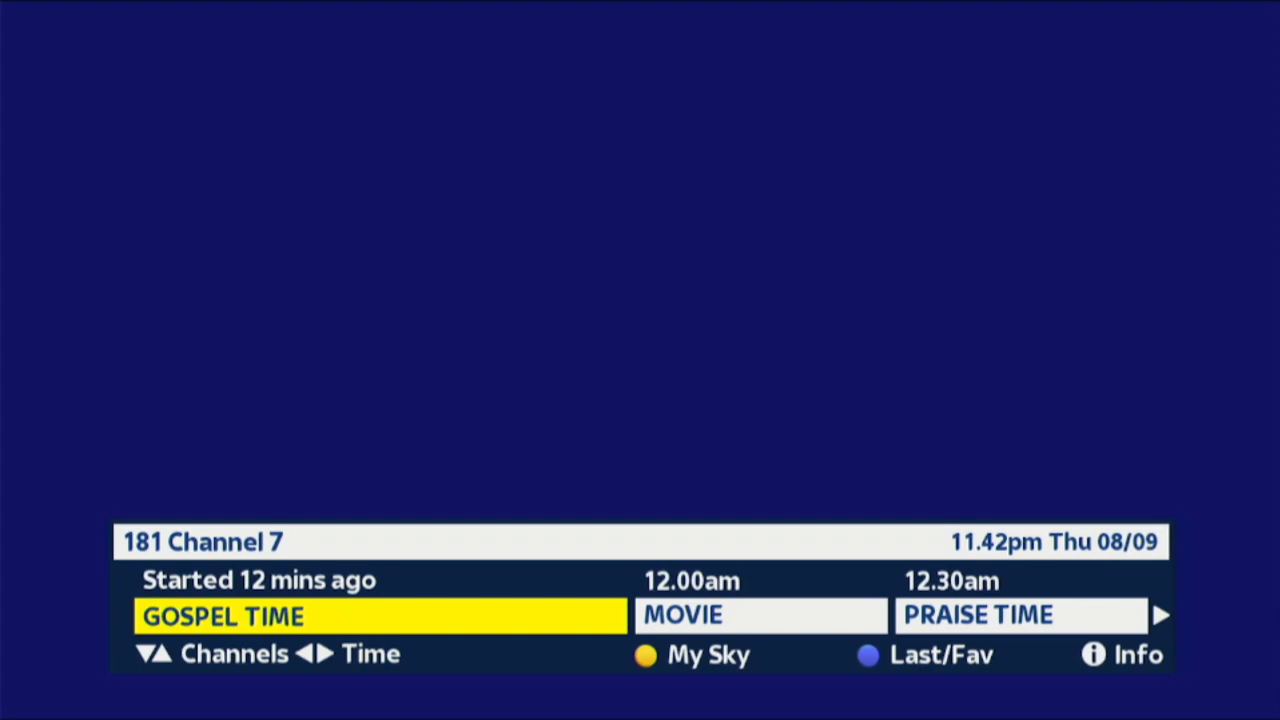 181 Channel 7 11.42pm Thu 08/09
Started 12 mins ago 12.00am 12.30am
GOSPEL TIME MOVIE PRAISE TIME
Channels Time My Sky Last/Fav Info